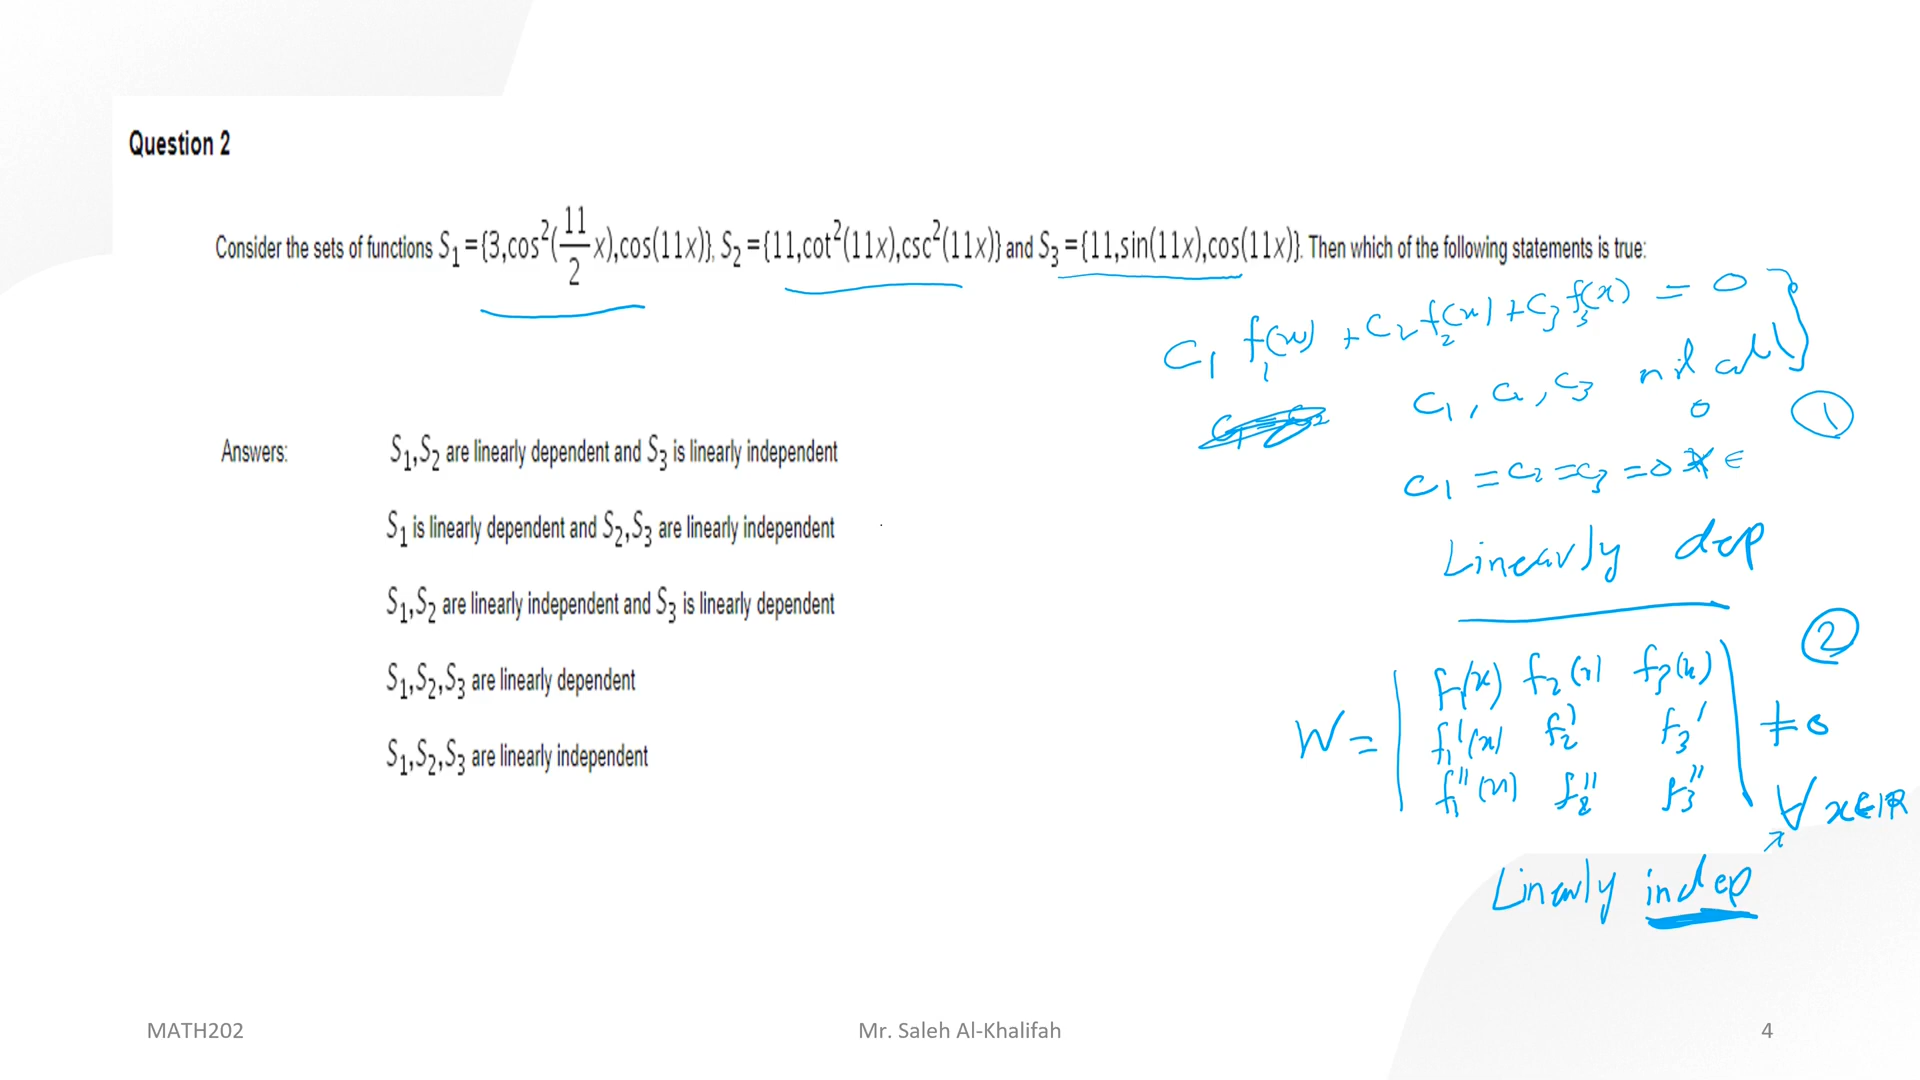 Question 2
Consider the sets of functions S₁ = {3,cos²(11/2 x),cos(11x)}, S₂ = {11,cot²(11x),csc²(11x)} and S₃ = {11,sin(11x),cos(11x)}. Then which of the following statements is true:
C₁ f₁(x) + C₂ f₂(x) + C₃ f₃(x) = 0
C₁, C₂, C₃ not all
0
①
C₁ = C₂ = C₃ = 0
Linearly dep
Answers:
S₁,S₂ are linearly dependent and S₃ is linearly independent
S₁ is linearly dependent and S₂,S₃ are linearly independent
S₁,S₂ are linearly independent and S₃ is linearly dependent
S₁,S₂,S₃ are linearly dependent
S₁,S₂,S₃ are linearly independent
②
f₁(x) f₂(x) f₃(x)
W = | f₁'(x) f₂' f₃' | ≠ 0
f₁''(x) f₂'' f₃''
∀ x∈ℝ
Linearly indep
MATH202
Mr. Saleh Al-Khalifah
4